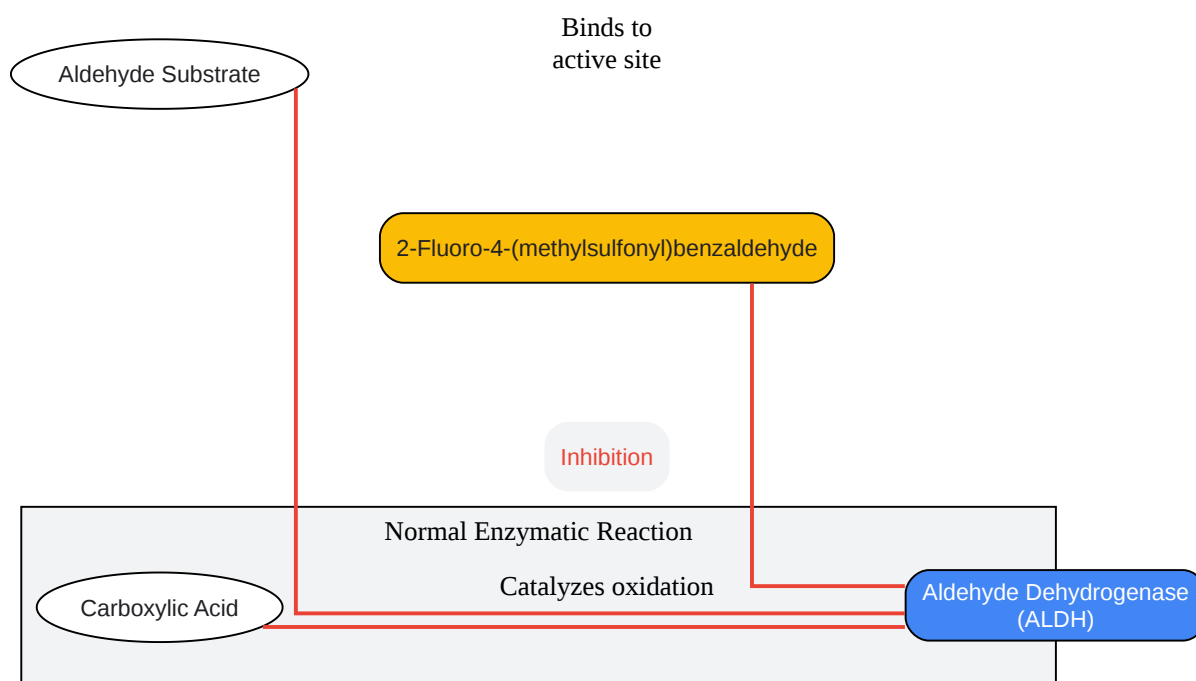 Binds to
active site
Aldehyde Substrate
2-Fluoro-4-(methylsulfonyl)benzaldehyde
Inhibition
Normal Enzymatic Reaction
Catalyzes oxidation
Carboxylic Acid
Aldehyde Dehydrogenase
(ALDH)